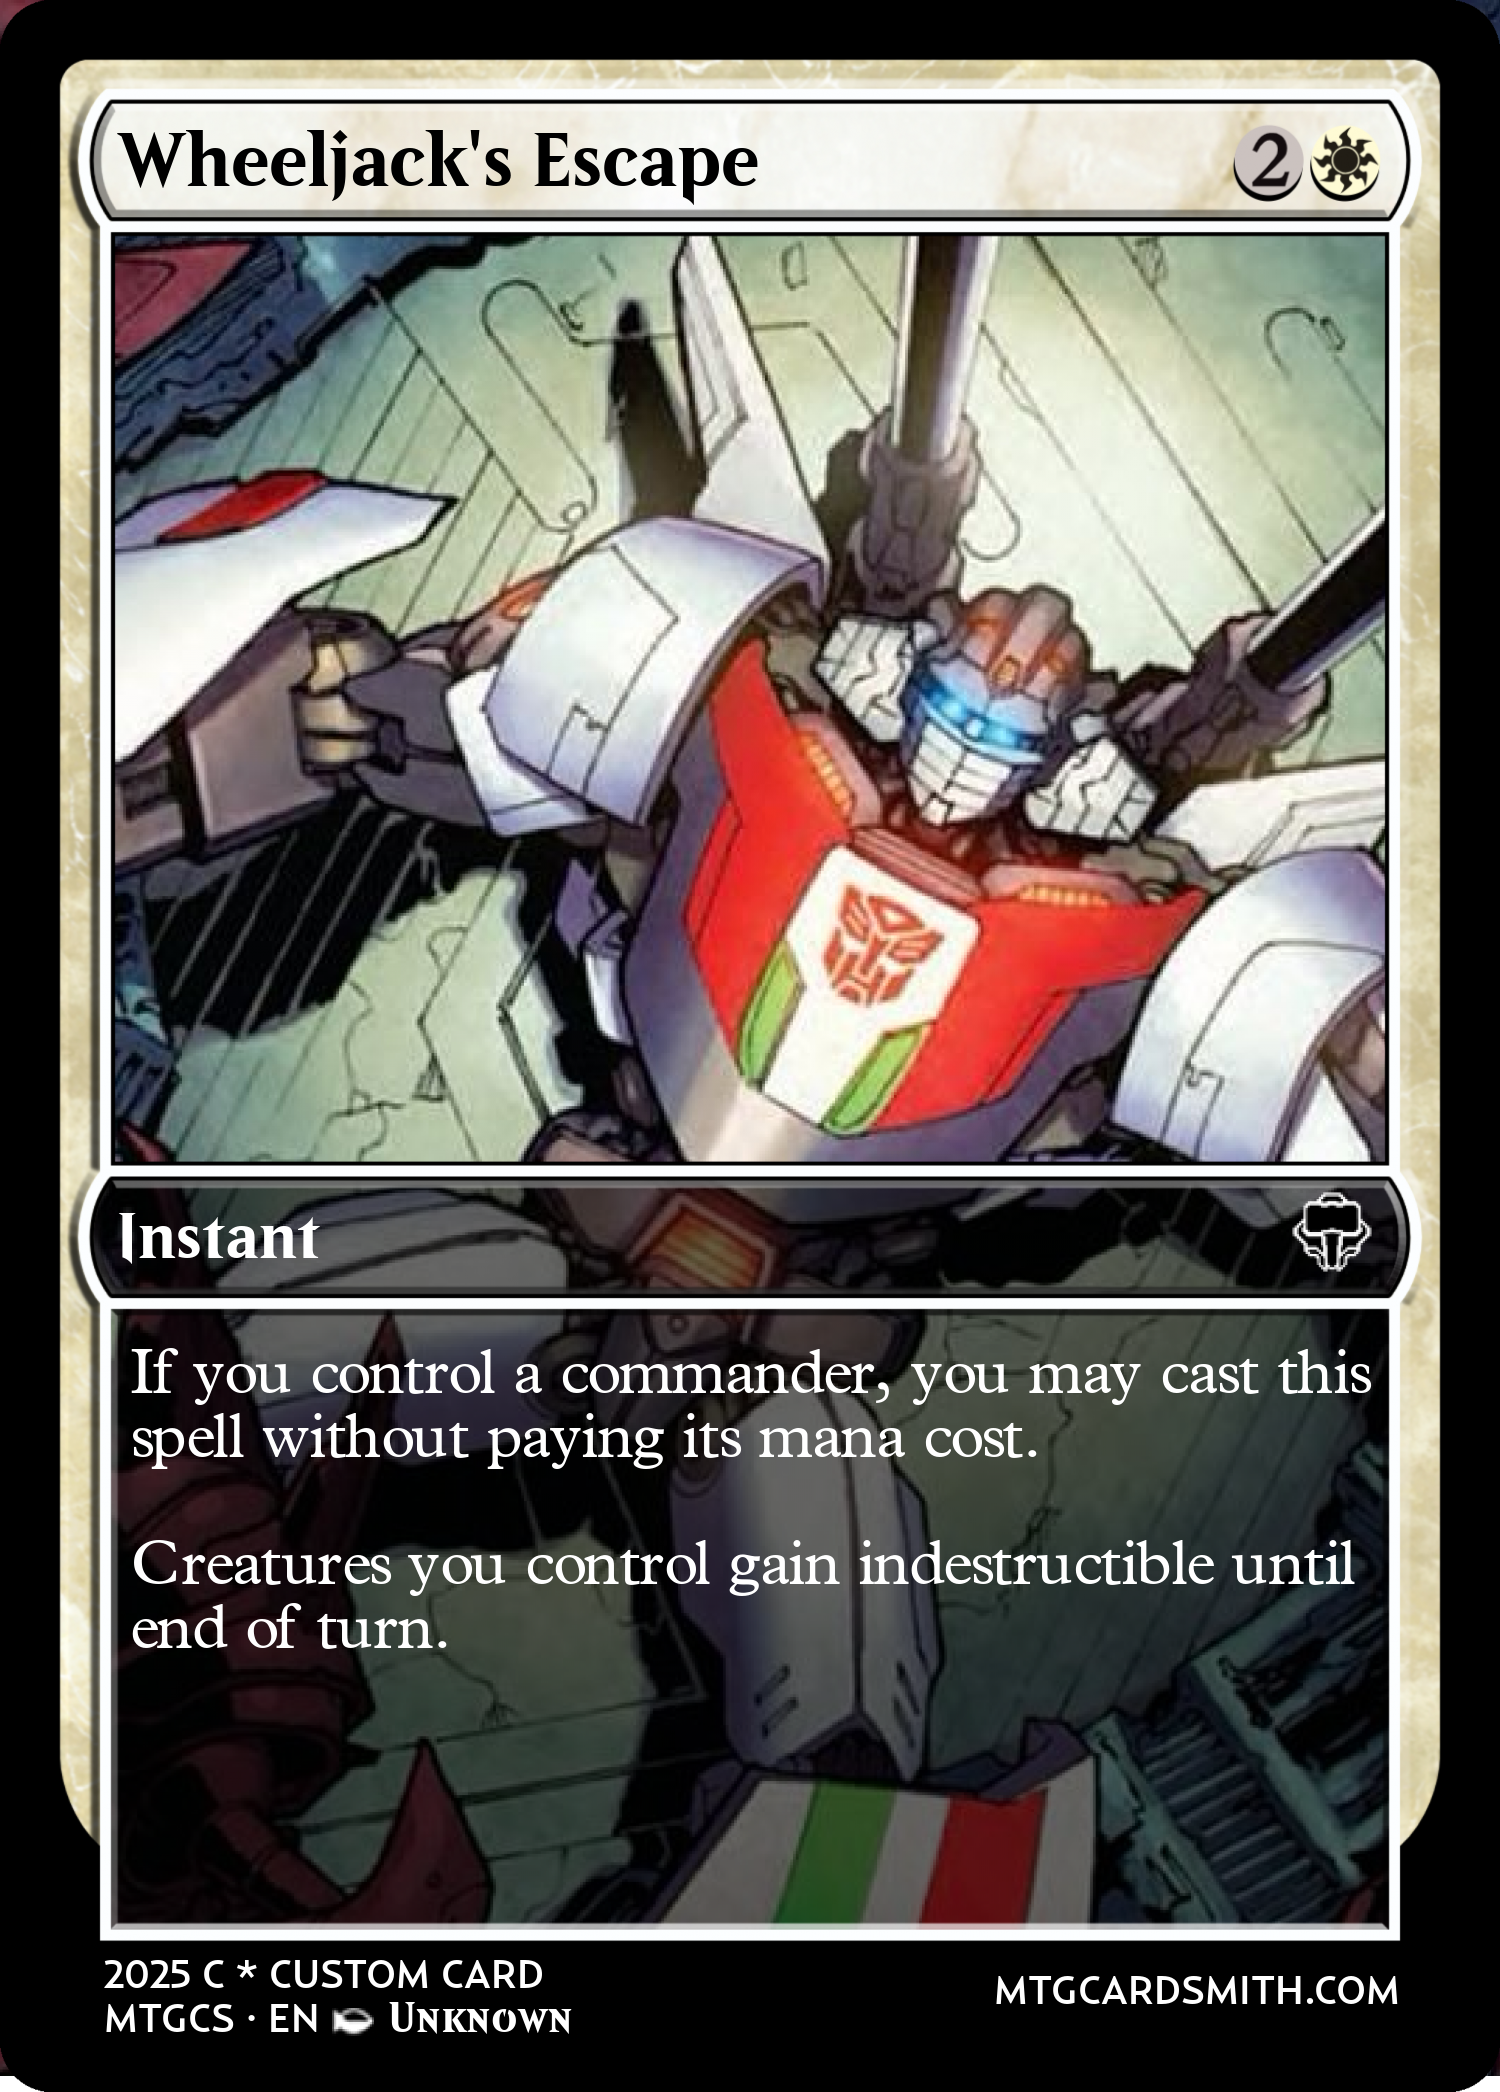 Wheeljack's Escape 2
Instant
If you control a commander, you may cast this
spell without paying its mana cost.
Creatures you control gain indestructible until
end of turn.
2025 C * CUSTOM CARD
MTGCS · EN Unknown
MTGCARDSMITH.COM